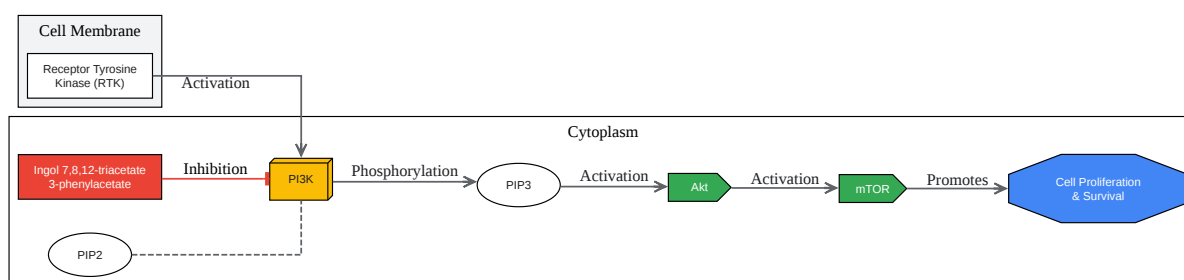 Cell Membrane
Receptor Tyrosine
Kinase (RTK)
Activation
Cytoplasm
Ingol 7,8,12-triacetate
3-phenylacetate
Inhibition
PI3K
Phosphorylation
PIP3
Activation
Akt
Activation
mTOR
Promotes
Cell Proliferation
& Survival
PIP2